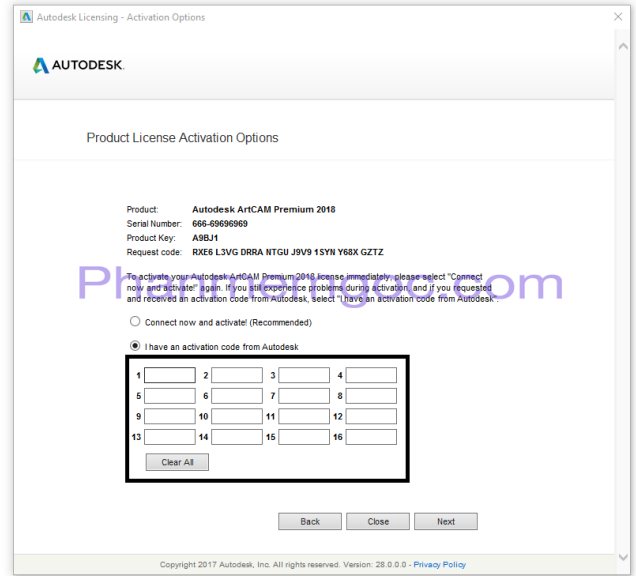 Autodesk Licensing - Activation Options
AUTODESK.
Product License Activation Options
Product: Autodesk ArtCAM Premium 2018
Serial Number: 666-69696969
Product Key: A9BJ1
Request code: RXE6 L3VG DRRA NTGU J9V9 1SYN Y68X GZTZ
To activate your Autodesk ArtCAM Premium 2018 license immediately, please select "Connect
now and activate!" again. If you still experience problems during activation and if you requested
and received an activation code from Autodesk, select "I have an activation code from Autodesk".
Phanmemgoc.com
Connect now and activate! (Recommended)
I have an activation code from Autodesk
1 2 3 4
5 6 7 8
9 10 11 12
13 14 15 16
Clear All
Back Close Next
Copyright 2017 Autodesk, Inc. All rights reserved. Version: 28.0.0.0 - Privacy Policy